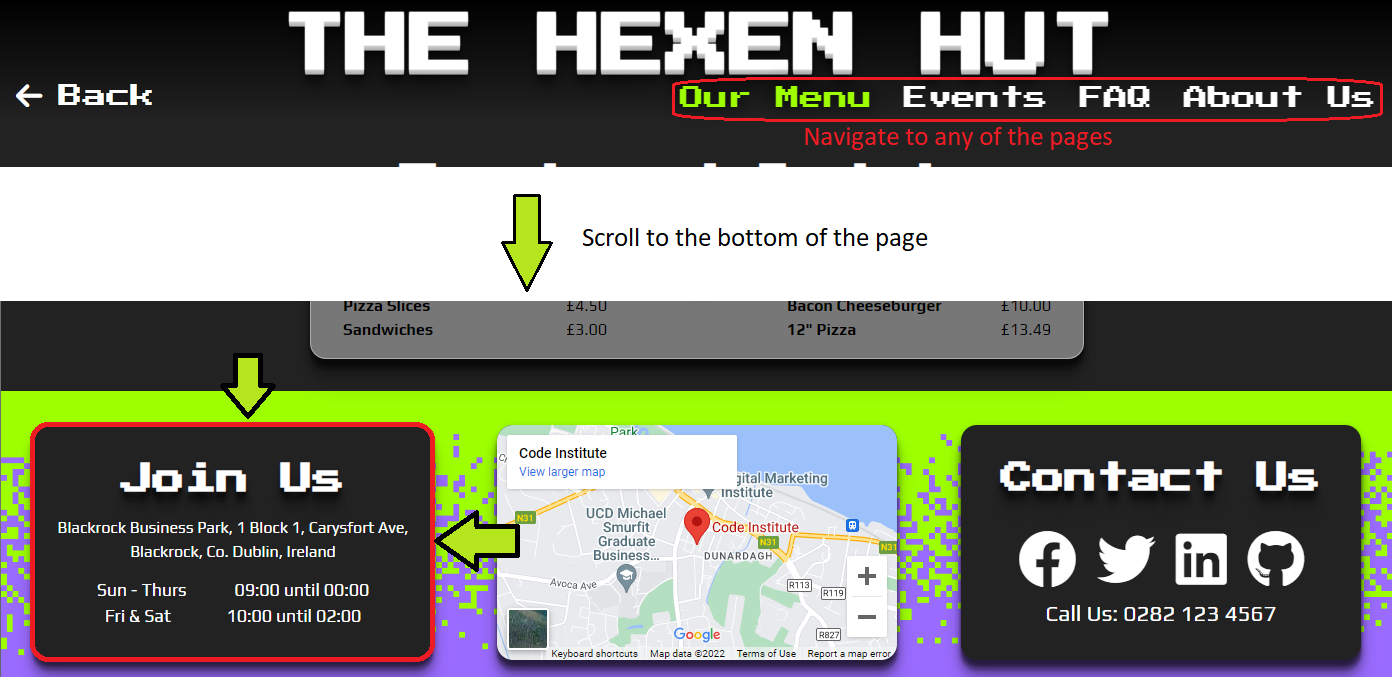 THE HEXEN HUT
Back
Our Menu Events FAQ About Us
Navigate to any of the pages
Scroll to the bottom of the page
Pizza Slices £4.50 Bacon Cheeseburger £10.00
Sandwiches £3.00 12" Pizza £13.49
Join Us
Blackrock Business Park, 1 Block 1, Carysfort Ave,
Blackrock, Co. Dublin, Ireland
Sun - Thurs 09:00 until 00:00
Fri & Sat 10:00 until 02:00
Park
Code Institute
View larger map
gital Marketing
Institute
N31
UCD Michael
Smurfit
Graduate
Business...
Code Institute
N31
N31
DUNARDAGH
Avoca Ave
R113
R119
R827
Google
Keyboard shortcuts Map data ©2022 Terms of Use Report a map error
Contact Us
Call Us: 0282 123 4567